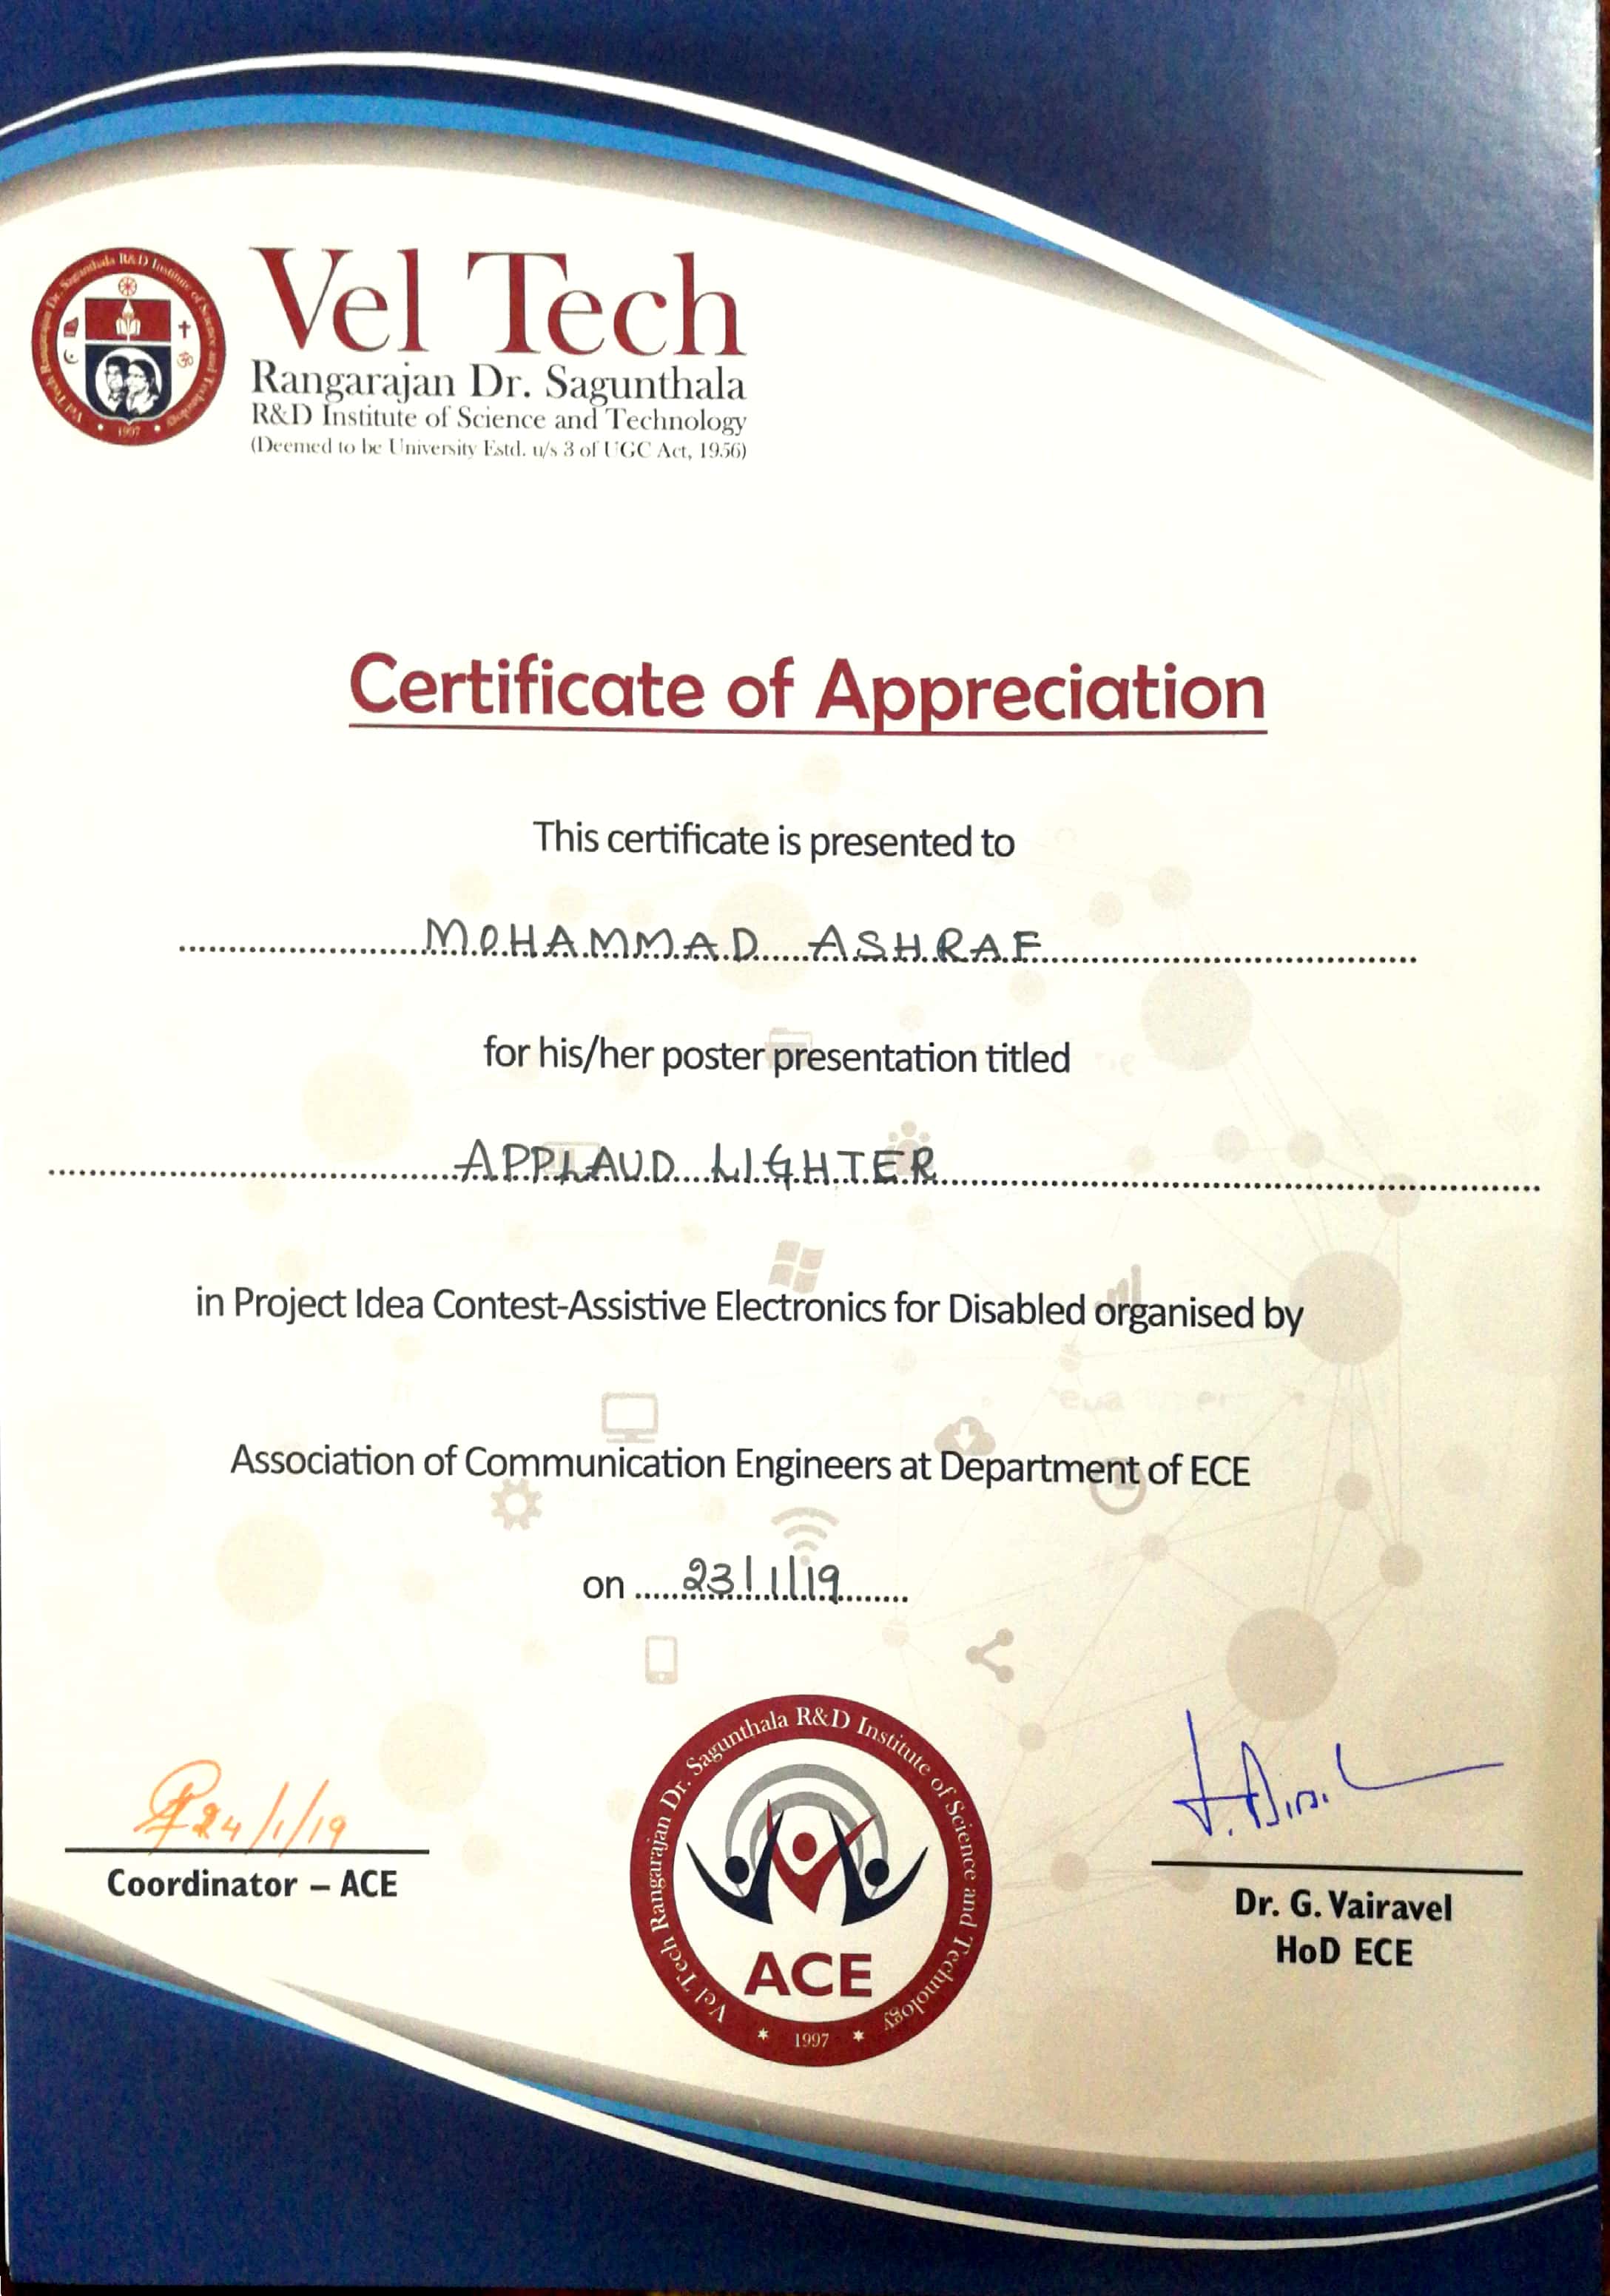 Vel Tech Rangarajan Dr. Sagunthala R&D Institute of Science and Technology
1997
Vel Tech
Rangarajan Dr. Sagunthala
R&D Institute of Science and Technology
(Deemed to be University Estd. u/s 3 of UGC Act, 1956)
Certificate of Appreciation
This certificate is presented to
MOHAMMAD ASHRAF
for his/her poster presentation titled
APPLAUD LIGHTER
in Project Idea Contest-Assistive Electronics for Disabled organised by
Association of Communication Engineers at Department of ECE
on 23/1/19
24/1/19
Coordinator – ACE
Vel Tech Rangarajan Dr. Sagunthala R&D Institute of Science and Technology
ACE
1997
Dr. G. Vairavel
HoD ECE